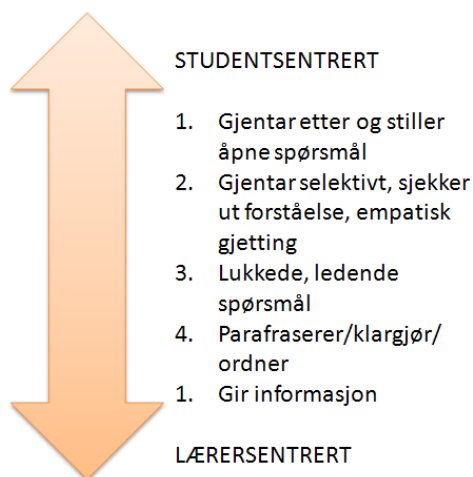 STUDENTSENTRERT
1. Gjentar etter og stiller
åpne spørsmål
2. Gjentar selektivt, sjekker
ut forståelse, empatisk
gjetting
3. Lukkede, ledende
spørsmål
4. Parafraserer/klargjør/
ordner
1. Gir informasjon
LÆRERSENTRERT